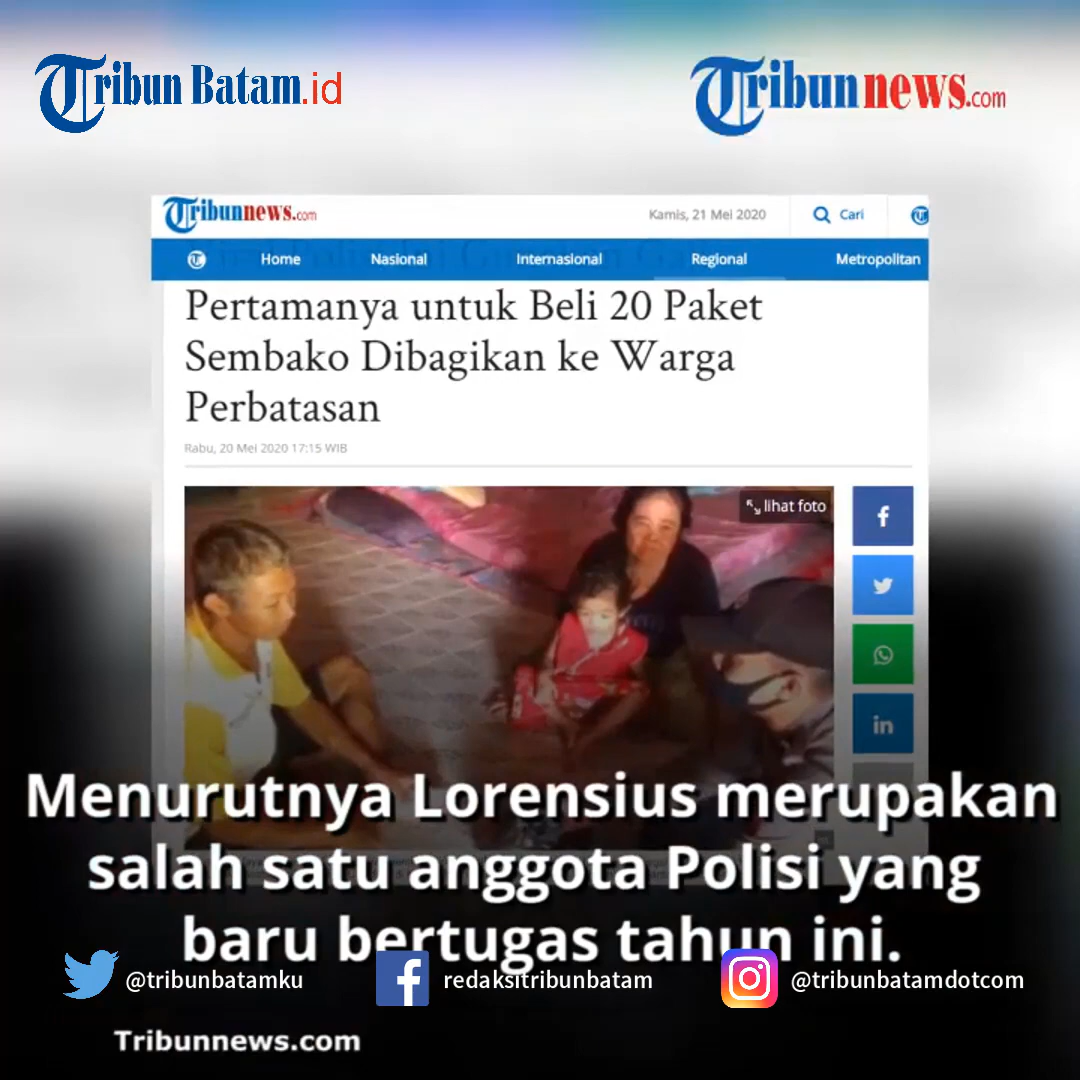 Tribun Batam.id
Tribunnews.com
Tribunnews.com
Kamis, 21 Mei 2020
Cari
Home
Nasional
Internasional
Regional
Metropolitan
Pertamanya untuk Beli 20 Paket
Sembako Dibagikan ke Warga
Perbatasan
Rabu, 20 Mei 2020 17:15 WIB
lihat foto
Menurutnya Lorensius merupakan
salah satu anggota Polisi yang
baru bertugas tahun ini.
@tribunbatamku
redaksitribunbatam
@tribunbatamdotcom
Tribunnews.com